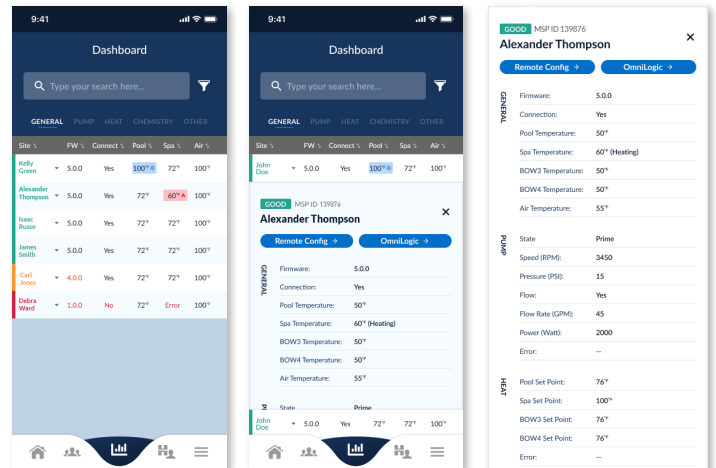 9:41
Dashboard
Type your search here...
GENERAL PUMP HEAT CHEMISTRY OTHER
Site FW Connect Pool Spa Air
Kelly Green 5.0.0 Yes 100°F 72°F 100°F
Alexander Thompson 5.0.0 Yes 72°F 60°F 100°F
Isaac Russo 5.0.0 Yes 72°F 72°F 100°F
James Smith 5.0.0 Yes 72°F 72°F 100°F
Carl Jones 4.0.0 Yes 72°F 72°F 100°F
Debra Ward 1.0.0 No 72°F Error 100°F
9:41
Dashboard
Type your search here...
GENERAL PUMP HEAT CHEMISTRY OTHER
Site FW Connect Pool Spa Air
John Doe 5.0.0 Yes 100°F 72°F 100°F
GOOD MSP ID 139876
Alexander Thompson
Remote Config → OmniLogic →
GENERAL
Firmware: 5.0.0
Connection: Yes
Pool Temperature: 50°F
Spa Temperature: 60°F (Heating)
BOW3 Temperature: 50°F
BOW4 Temperature: 50°F
Air Temperature: 55°F
State Prime
John Doe 5.0.0 Yes 72°F 72°F 100°F
GOOD MSP ID 139876
Alexander Thompson
Remote Config → OmniLogic →
GENERAL
Firmware: 5.0.0
Connection: Yes
Pool Temperature: 50°F
Spa Temperature: 60°F (Heating)
BOW3 Temperature: 50°F
BOW4 Temperature: 50°F
Air Temperature: 55°F
PUMP
State Prime
Speed (RPM): 3450
Pressure (PSI): 15
Flow: Yes
Flow Rate (GPM): 45
Power (Watt): 2000
Error: --
HEAT
Pool Set Point: 76°F
Spa Set Point: 100°F
BOW3 Set Point: 76°F
BOW4 Set Point: 76°F
Error: --